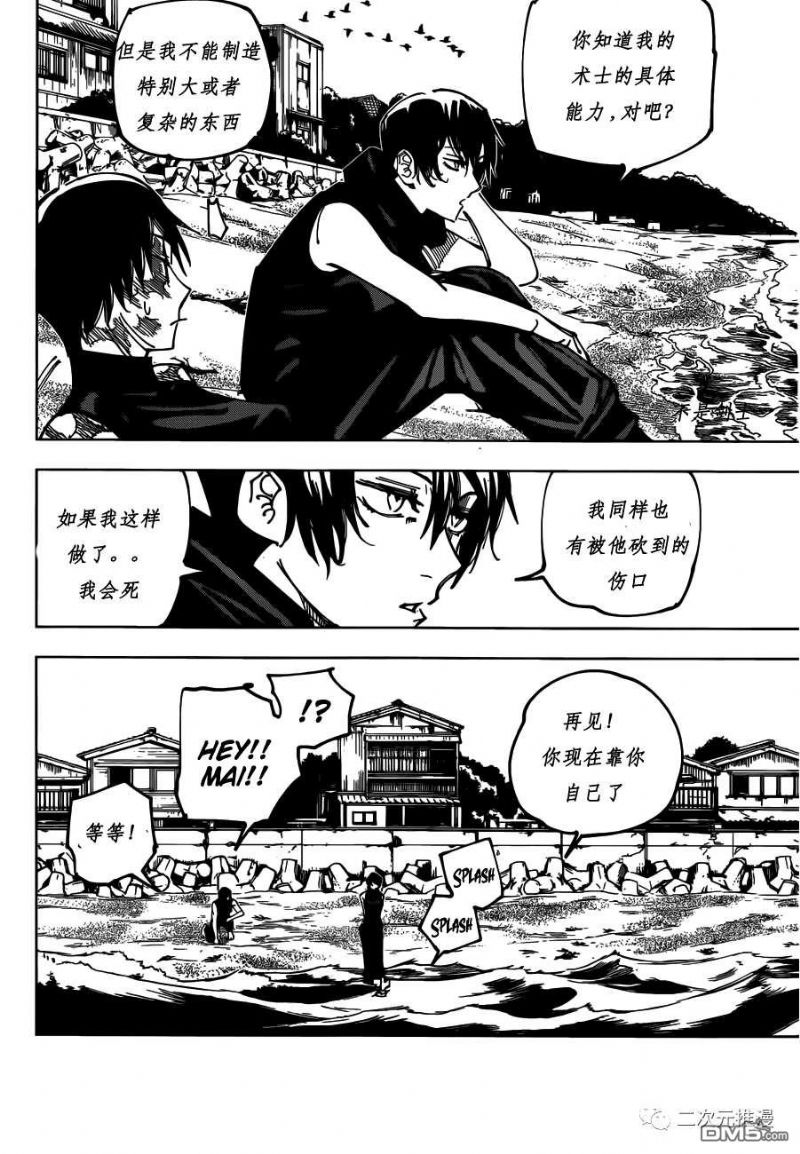 你知道我的
术士的具体
能力，对吧？
但是我不能制造
特别大或者
复杂的东西
我同样也
有被他砍到的
伤口
如果我这样
做了。。
我会死
再见！
你现在靠你
自己了
!?
HEY!!
MAI!!
等等！
SPLASH
SPLASH
二次元推漫
DM5.com